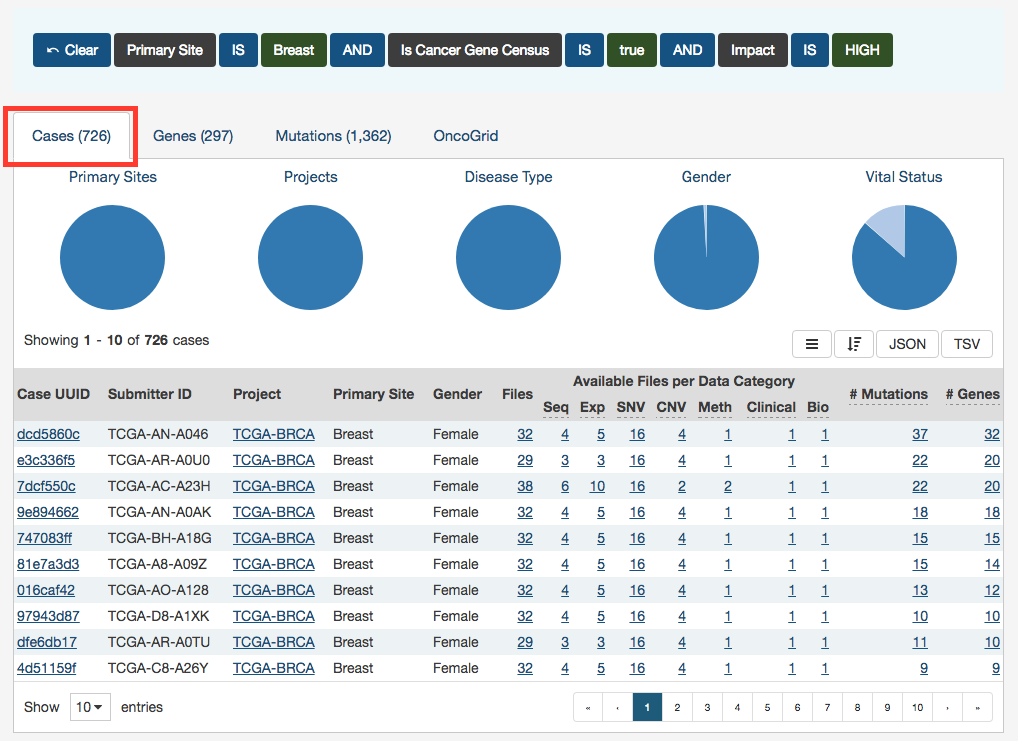 Clear Primary Site IS Breast AND Is Cancer Gene Census IS true AND Impact IS HIGH
Cases (726) Genes (297) Mutations (1,362) OncoGrid
Primary Sites Projects Disease Type Gender Vital Status
Showing 1 - 10 of 726 cases
JSON TSV
Available Files per Data Category
Case UUID Submitter ID Project Primary Site Gender Files # Mutations # Genes
Seq Exp SNV CNV Meth Clinical Bio
dcd5860c TCGA-AN-A046 TCGA-BRCA Breast Female 32 4 5 16 4 1 1 1 37 32
e3c336f5 TCGA-AR-A0U0 TCGA-BRCA Breast Female 29 3 3 16 4 1 1 1 22 20
7dcf550c TCGA-AC-A23H TCGA-BRCA Breast Female 38 6 10 16 2 2 1 1 22 20
9e894662 TCGA-AN-A0AK TCGA-BRCA Breast Female 32 4 5 16 4 1 1 1 18 18
747083ff TCGA-BH-A18G TCGA-BRCA Breast Female 32 4 5 16 4 1 1 1 15 15
81e7a3d3 TCGA-A8-A09Z TCGA-BRCA Breast Female 32 4 5 16 4 1 1 1 15 14
016caf42 TCGA-AO-A128 TCGA-BRCA Breast Female 32 4 5 16 4 1 1 1 13 12
97943d87 TCGA-D8-A1XK TCGA-BRCA Breast Female 32 4 5 16 4 1 1 1 10 10
dfe6db17 TCGA-AR-A0TU TCGA-BRCA Breast Female 29 3 3 16 4 1 1 1 11 10
4d51159f TCGA-C8-A26Y TCGA-BRCA Breast Female 32 4 5 16 4 1 1 1 9 9
Show 10 entries « ‹ 1 2 3 4 5 6 7 8 9 10 › »